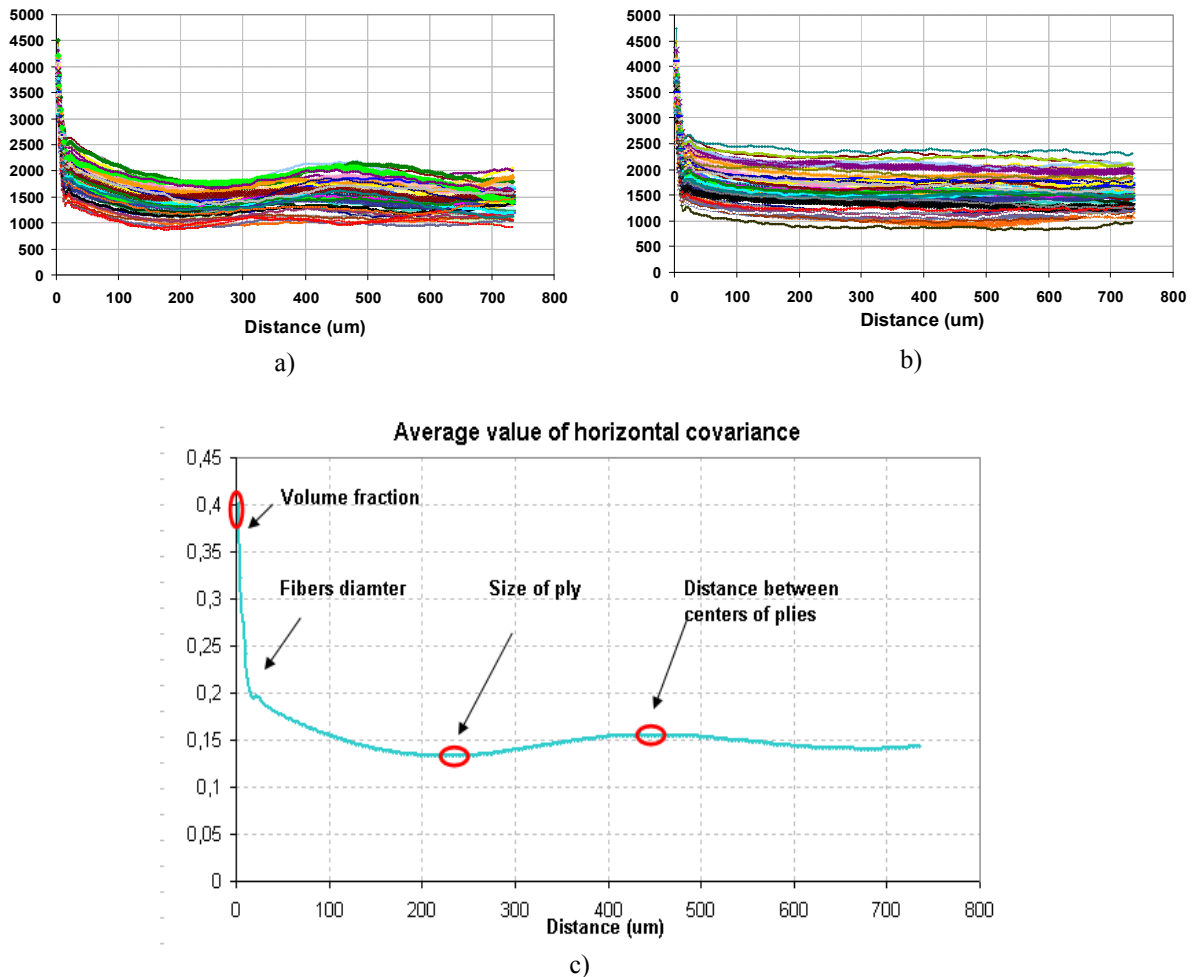 5000
4500
4000
3500
3000
2500
2000
1500
1000
500
0
0 100 200 300 400 500 600 700 800
Distance (um)
a)
5000
4500
4000
3500
3000
2500
2000
1500
1000
500
0
0 100 200 300 400 500 600 700 800
Distance (um)
b)
Average value of horizontal covariance
0,45
0,4
0,35
0,3
0,25
0,2
0,15
0,1
0,05
0
Volume fraction
Fibers diamter
Size of ply
Distance between
centers of plies
0 100 200 300 400 500 600 700 800
Distance (um)
c)